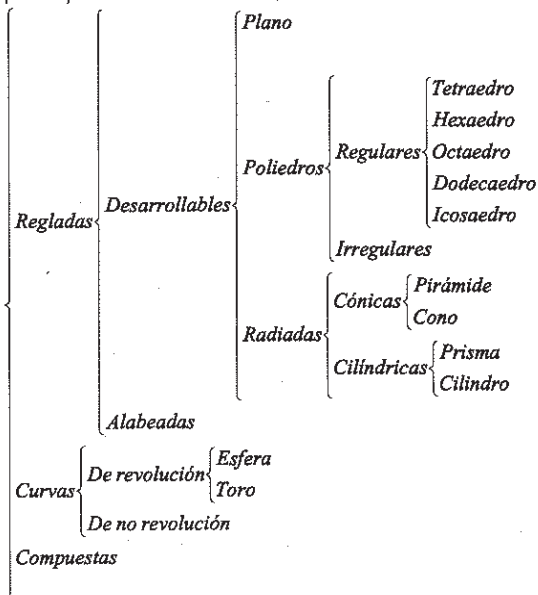 Plano
Tetraedro
Hexaedro
Regulares Octaedro
Dodecaedro
Icosaedro
Poliedros
Irregulares
Regladas Desarrollables
Cónicas Pirámide
Cono
Radiadas
Cilíndricas Prisma
Cilindro
Alabeadas
Curvas De revolución Esfera
Toro
De no revolución
Compuestas